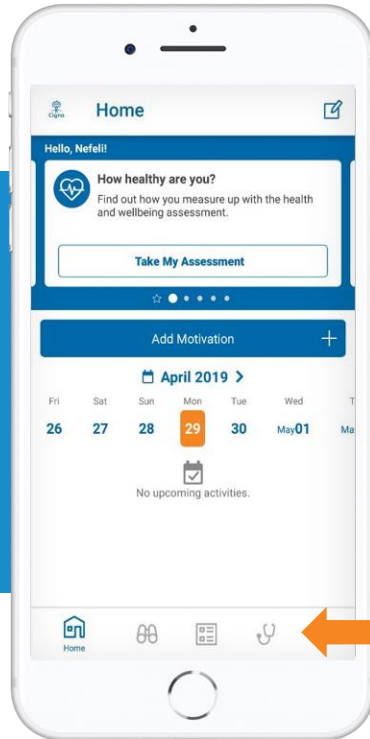 Cigna
Home
Hello, Nefeli!
How healthy are you?
Find out how you measure up with the health
and wellbeing assessment.
Take My Assessment
Add Motivation
April 2019
Fri Sat Sun Mon Tue Wed T
26 27 28 29 30 May01 Ma
No upcoming activities.
Home